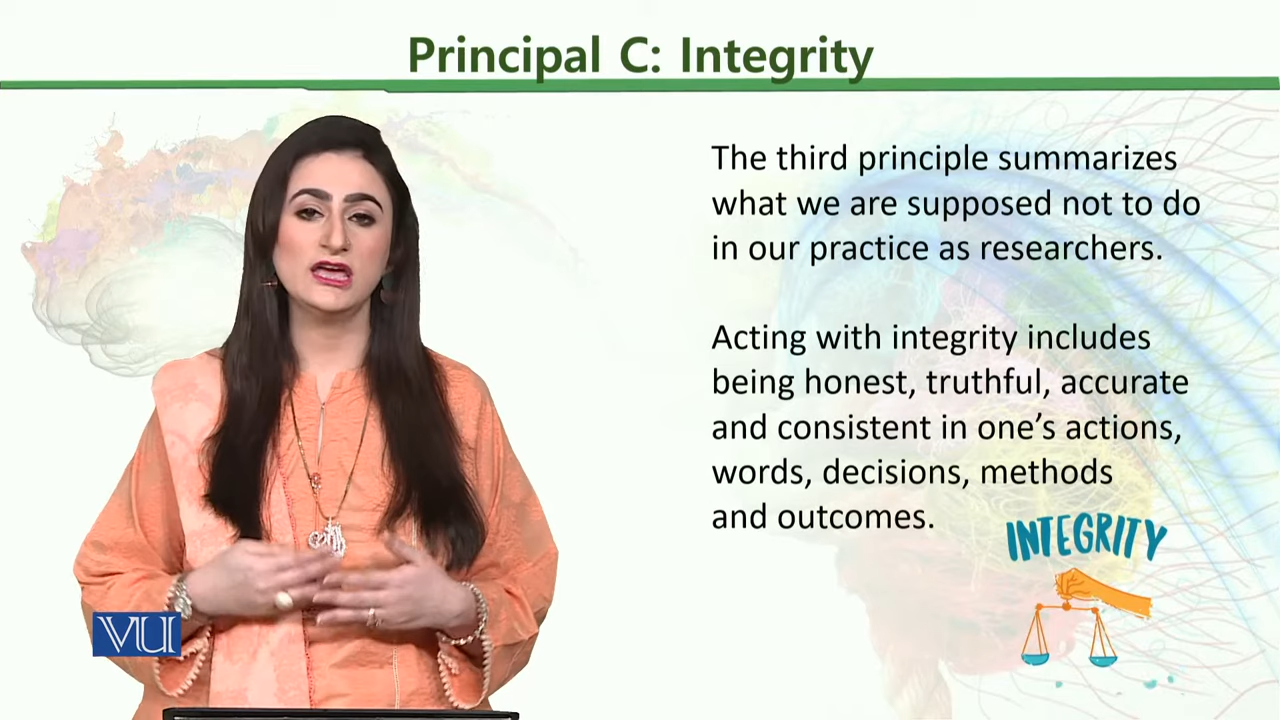 Principal C: Integrity
The third principle summarizes
what we are supposed not to do
in our practice as researchers.
Acting with integrity includes
being honest, truthful, accurate
and consistent in one’s actions,
words, decisions, methods
and outcomes.
INTEGRITY
VU